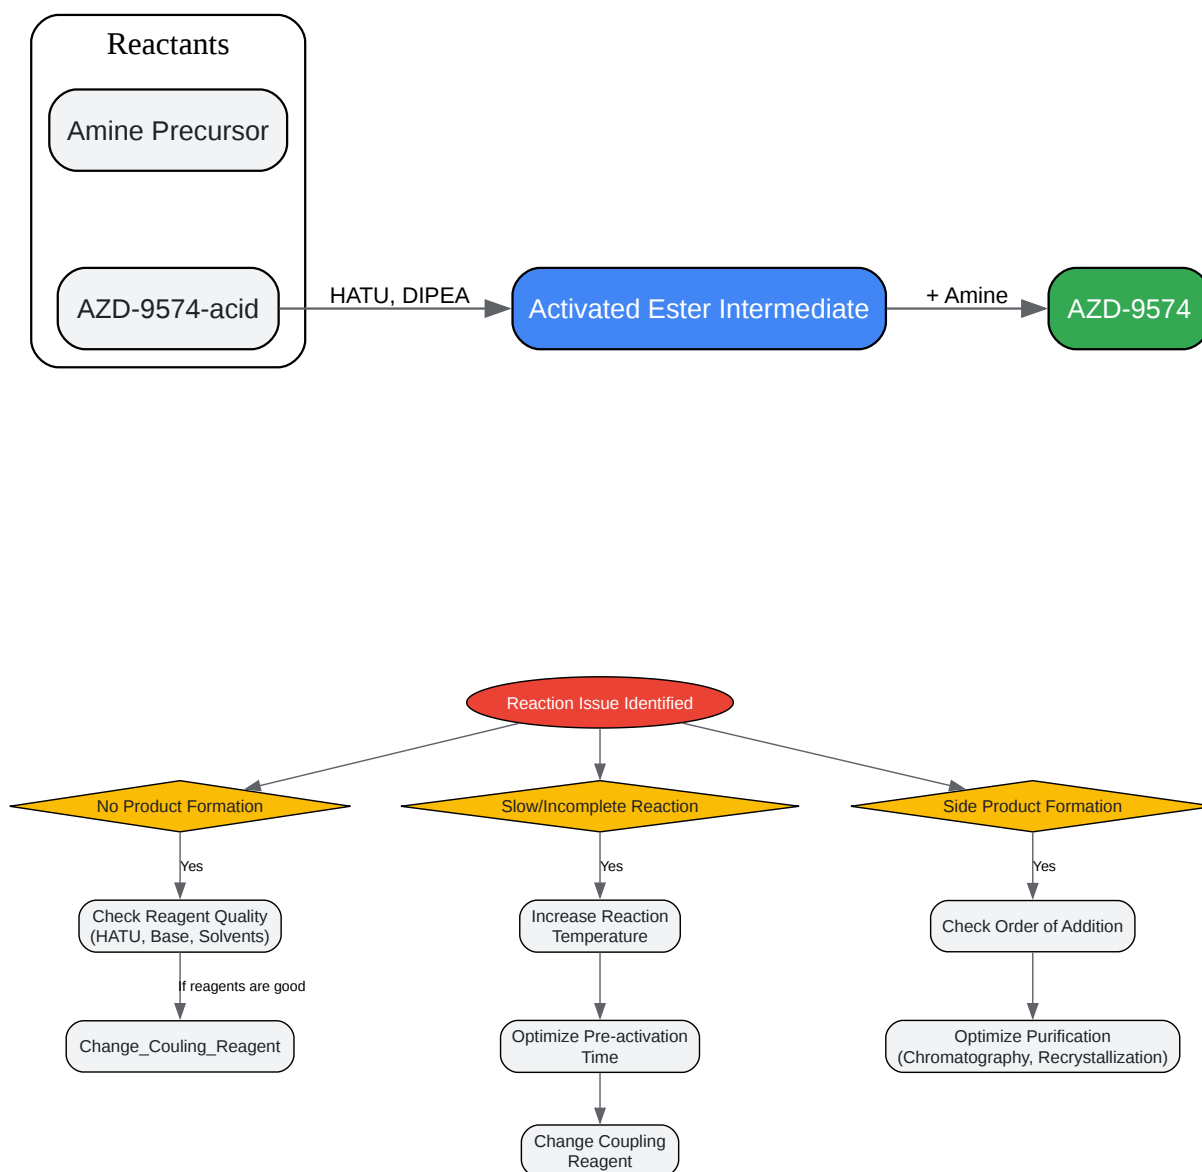 Reactants
Amine Precursor
AZD-9574-acid
HATU, DIPEA
Activated Ester Intermediate
+ Amine
AZD-9574
Reaction Issue Identified
No Product Formation
Slow/Incomplete Reaction
Side Product Formation
Yes
Yes
Yes
Check Reagent Quality
(HATU, Base, Solvents)
Increase Reaction
Temperature
Check Order of Addition
If reagents are good
Change_Couling_Reagent
Optimize Pre-activation
Time
Optimize Purification
(Chromatography, Recrystallization)
Change Coupling
Reagent